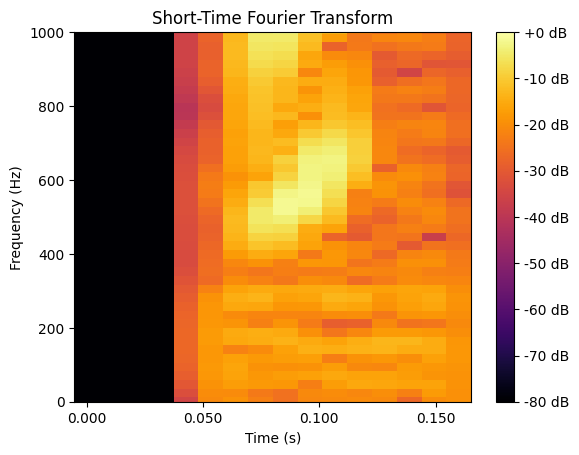 Short-Time Fourier Transform
1000
800
600
400
200
0
Frequency (Hz)
0.000
0.050
0.100
0.150
Time (s)
+0 dB
-10 dB
-20 dB
-30 dB
-40 dB
-50 dB
-60 dB
-70 dB
-80 dB